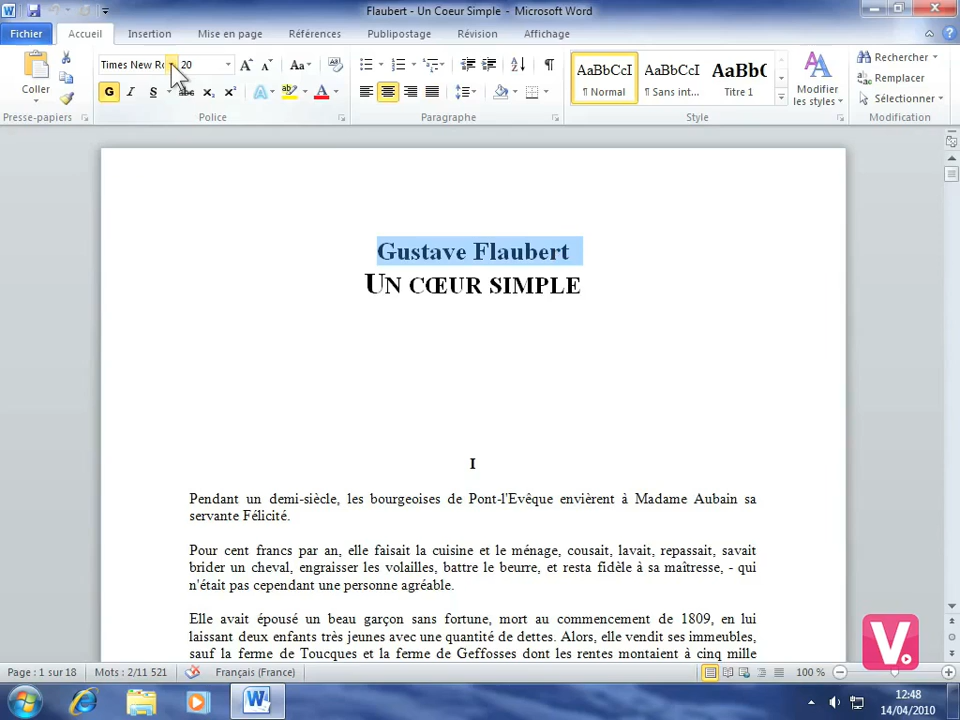 Flaubert - Un Coeur Simple - Microsoft Word
Fichier Accueil Insertion Mise en page Références Publipostage Révision Affichage
Times New Ro 20 Aa Rechercher
Coller AaBbCcI AaBbCcI AaBb( Remplacer
G I S abc x₂ x² A ab A ¶ Normal ¶ Sans int... Titre 1 Modifier les styles Sélectionner
Presse-papiers Police Paragraphe Style Modification
Gustave Flaubert
UN CŒUR SIMPLE
I
Pendant un demi-siècle, les bourgeoises de Pont-l'Evêque envièrent à Madame Aubain sa
servante Félicité.
Pour cent francs par an, elle faisait la cuisine et le ménage, cousait, lavait, repassait, savait
brider un cheval, engraisser les volailles, battre le beurre, et resta fidèle à sa maîtresse, - qui
n'était pas cependant une personne agréable.
Elle avait épousé un beau garçon sans fortune, mort au commencement de 1809, en lui
laissant deux enfants très jeunes avec une quantité de dettes. Alors, elle vendit ses immeubles,
sauf la ferme de Toucques et la ferme de Geffosses dont les rentes montaient à cinq mille
Page : 1 sur 18 Mots : 2/11 521 Français (France) 100 %
12:48
14/04/2010